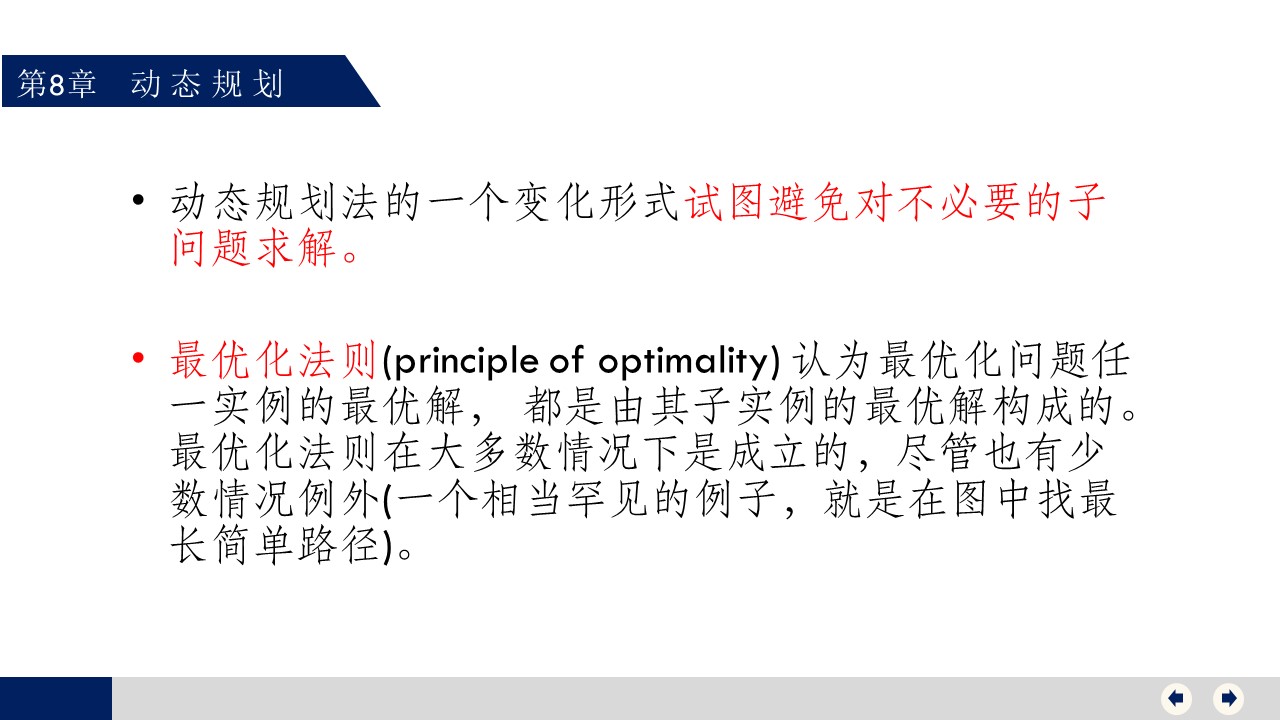 第8章 动态规划
• 动态规划法的一个变化形式试图避免对不必要的子
问题求解。
• 最优化法则(principle of optimality) 认为最优化问题任
一实例的最优解， 都是由其子实例的最优解构成的。
最优化法则在大多数情况下是成立的，尽管也有少
数情况例外(一个相当罕见的例子，就是在图中找最
长简单路径)。